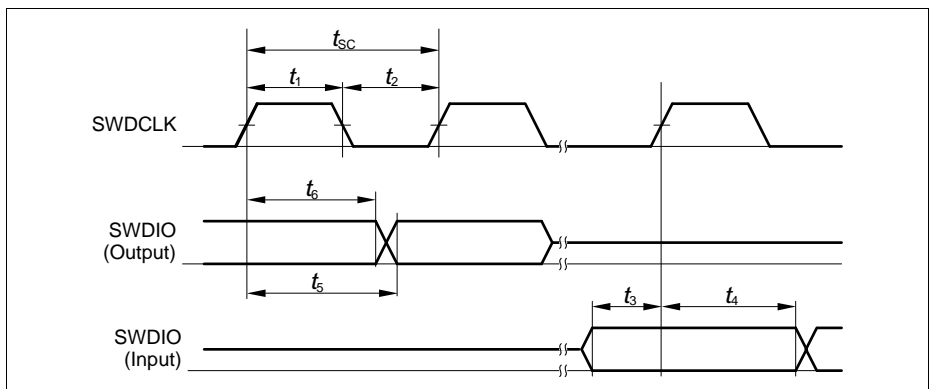 tSC
t1 t2
SWDCLK
t6
SWDIO
(Output)
t5
t3 t4
SWDIO
(Input)